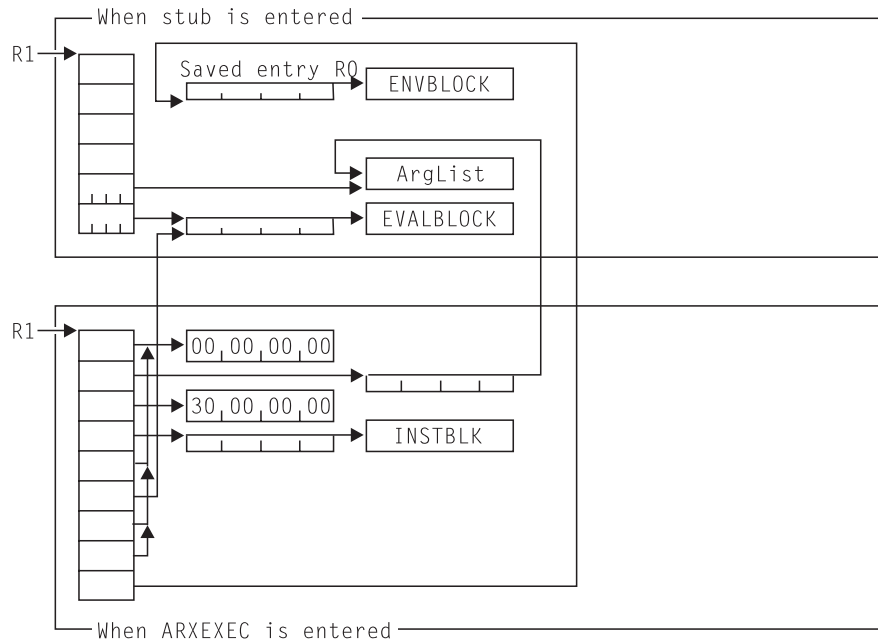 When stub is entered
R1
Saved entry R0
ENVBLOCK
ArgList
EVALBLOCK
R1
00 00 00 00
30 00 00 00
INSTBLK
When ARXEXEC is entered